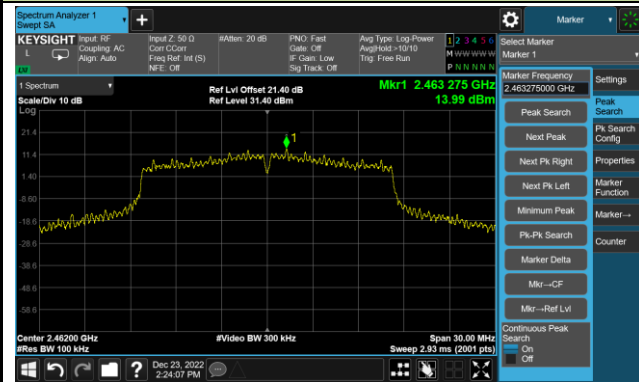 Spectrum Analyzer 1
Swept SA
+
Marker
KEYSIGHT
L
LW
Input: RF
Coupling: AC
Align: Auto
Input Z: 50 Ω
Corr CCorr
Freq Ref: Int (S)
NFE: Off
#Atten: 20 dB
PNO: Fast
Gate: Off
IF Gain: Low
Sig Track: Off
Avg Type: Log-Power
Avg|Hold:>10/10
Trig: Free Run
1 2 3 4 5 6
M W W W W W
P N N N N N
Select Marker
Marker 1
1 Spectrum
Scale/Div 10 dB
Log
Ref Lvl Offset 21.40 dB
Ref Level 31.40 dBm
Mkr1 2.463 275 GHz
13.99 dBm
1
21.4
11.4
1.40
-8.60
-18.6
-28.6
-38.6
-48.6
-58.6
Center 2.46200 GHz
#Res BW 100 kHz
#Video BW 300 kHz
Span 30.00 MHz
Sweep 2.93 ms (2001 pts)
Marker Frequency
2.463275000 GHz
Peak Search
Next Peak
Next Pk Right
Next Pk Left
Minimum Peak
Pk-Pk Search
Marker Delta
Mkr→CF
Mkr→Ref Lvl
Continuous Peak
Search
On
Off
Settings
Peak
Search
Pk Search
Config
Properties
Marker
Function
Marker→
Counter
?
Dec 23, 2022
2:24:07 PM